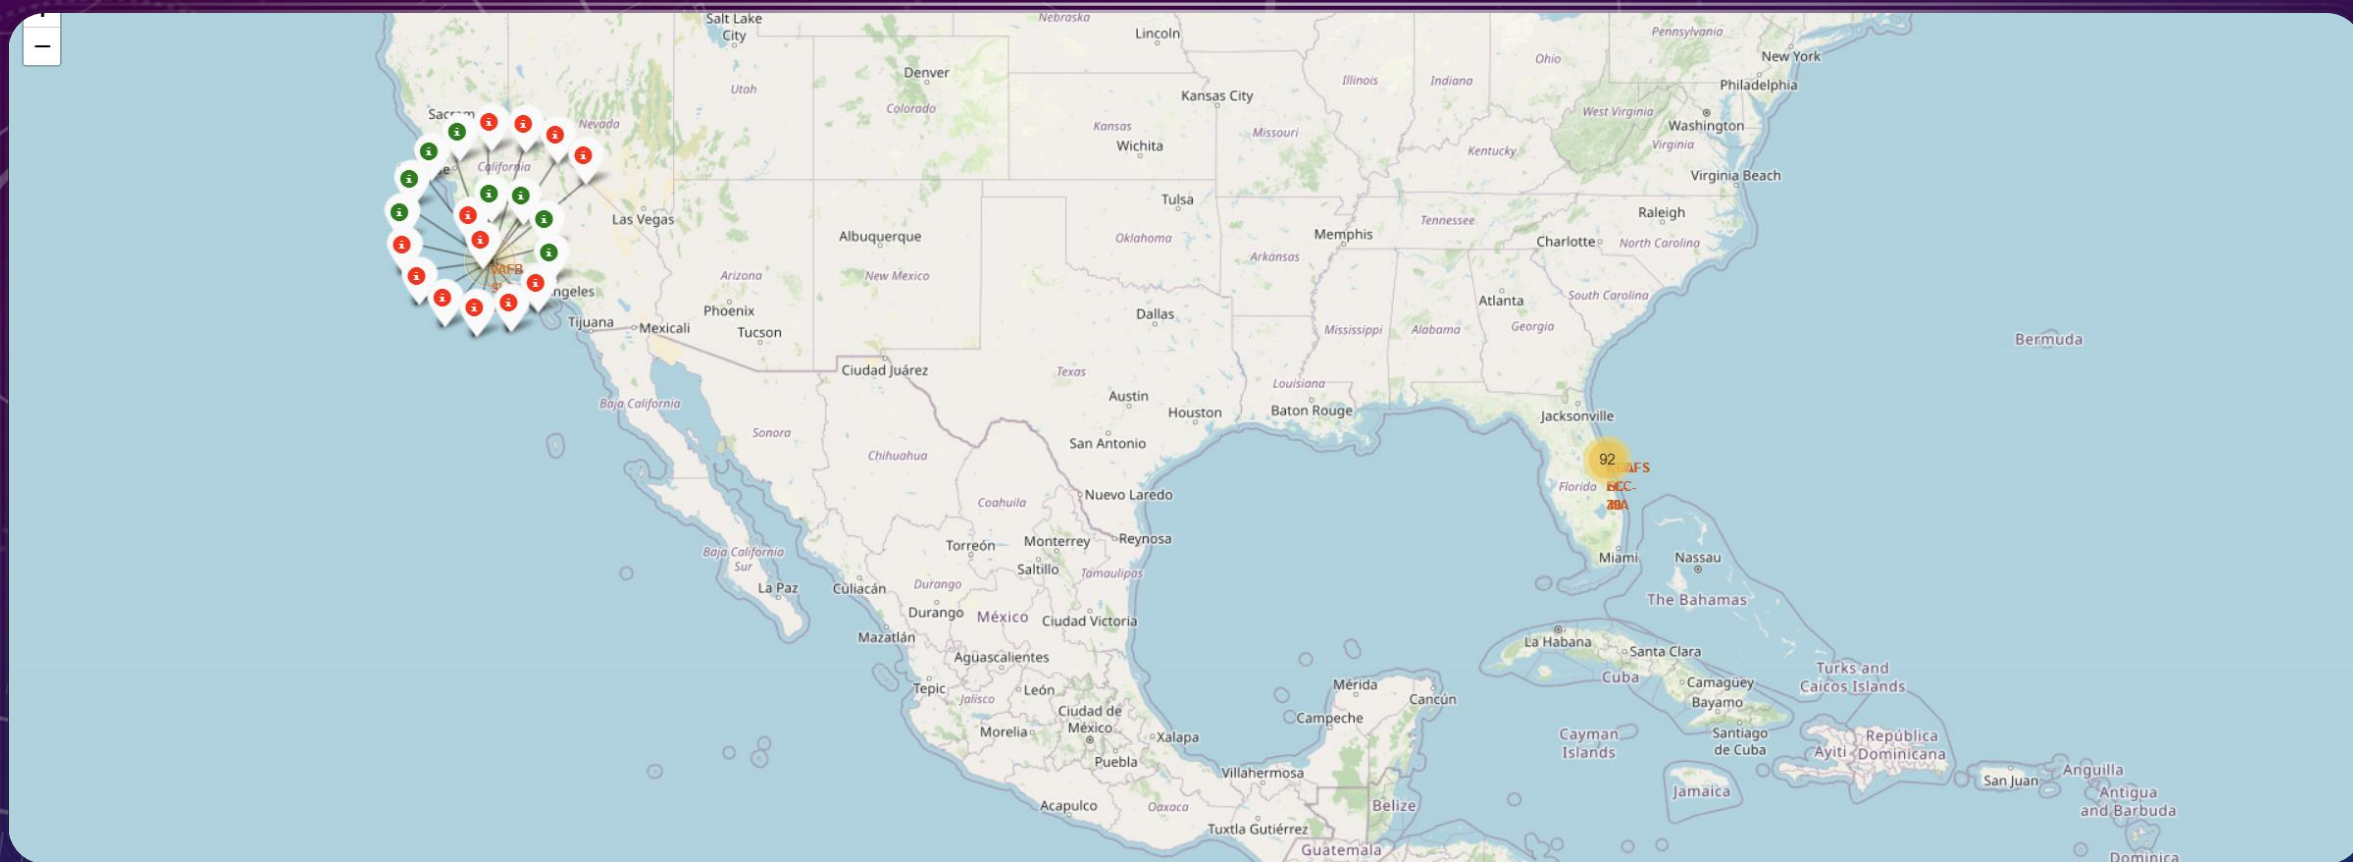 −
Salt Lake
City
Nebraska
Lincoln
Pennsylvania
New York
Denver
Utah
Colorado
Illinois
Indiana
Ohio
Philadelphia
Kansas City
West Virginia
Washington
Nevada
Kansas
Missouri
Virginia
California
Wichita
Kentucky
Virginia Beach
Las Vegas
Tulsa
Raleigh
Tennessee
Albuquerque
Oklahoma
Memphis
Charlotte
North Carolina
Arkansas
VAFB
Arizona
New Mexico
ngeles
South Carolina
Atlanta
Phoenix
Dallas
Tijuana
Mexicali
Tucson
Mississippi
Alabama
Georgia
Bermuda
Ciudad Juárez
Texas
Louisiana
Baja California
Austin
Houston
Baton Rouge
Jacksonville
Sonora
San Antonio
Chihuahua
92
Florida
Nuevo Laredo
Coahuila
Torreón
Monterrey
Reynosa
Baja California
Sur
Miami
Nassau
Saltillo
Tamaulipas
La Paz
Culiacán
Durango
The Bahamas
Durango
México
Ciudad Victoria
Mazatlán
La Habana
Santa Clara
Aguascalientes
Turks and
Caicos Islands
Cuba
Camagüey
Tepic
León
Mérida
Cancún
Jalisco
Bayamo
Ciudad de
México
Campeche
Morelia
Xalapa
Cayman
Islands
Santiago
de Cuba
República
Dominicana
Ayiti
Puebla
Villahermosa
San Juan
Anguilla
Jamaica
Antigua
and Barbuda
Acapulco
Oaxaca
Belize
Tuxtla Gutiérrez
Guatemala
Dominica